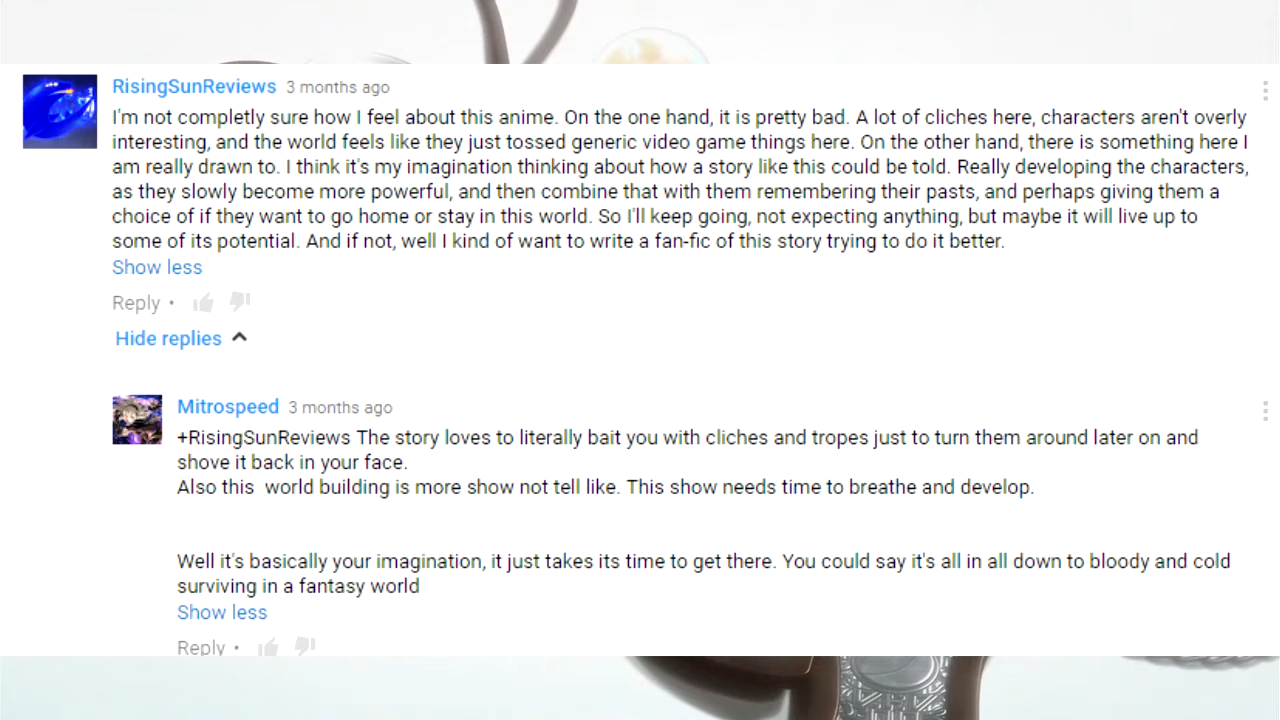 RisingSunReviews 3 months ago
I'm not completly sure how I feel about this anime. On the one hand, it is pretty bad. A lot of cliches here, characters aren't overly
interesting, and the world feels like they just tossed generic video game things here. On the other hand, there is something here I
am really drawn to. I think it's my imagination thinking about how a story like this could be told. Really developing the characters,
as they slowly become more powerful, and then combine that with them remembering their pasts, and perhaps giving them a
choice of if they want to go home or stay in this world. So I'll keep going, not expecting anything, but maybe it will live up to
some of its potential. And if not, well I kind of want to write a fan-fic of this story trying to do it better.
Show less
Reply •
Hide replies
Mitrospeed 3 months ago
+RisingSunReviews The story loves to literally bait you with cliches and tropes just to turn them around later on and
shove it back in your face.
Also this  world building is more show not tell like. This show needs time to breathe and develop.
Well it's basically your imagination, it just takes its time to get there. You could say it's all in all down to bloody and cold
surviving in a fantasy world
Show less
Reply •